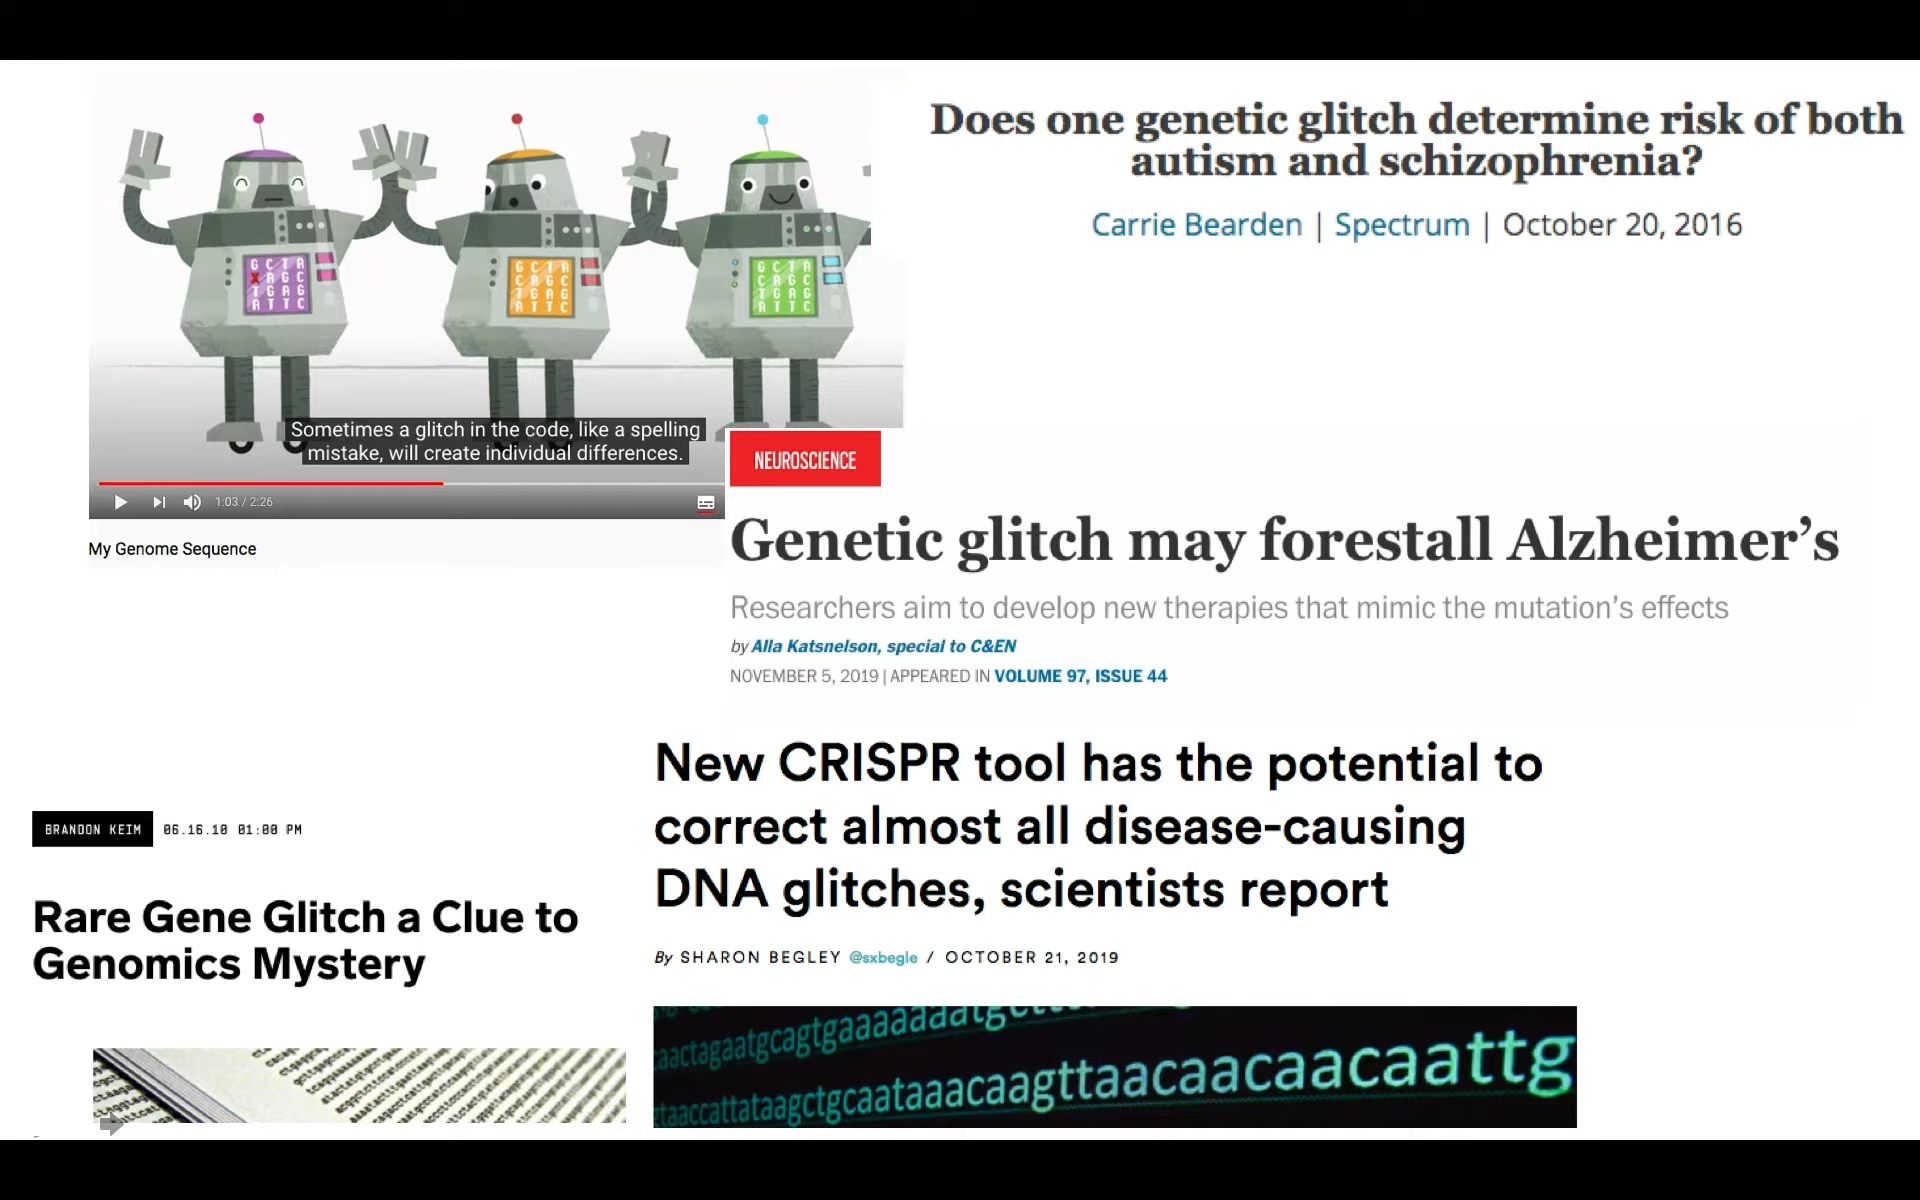 Does one genetic glitch determine risk of both
autism and schizophrenia?
Carrie Bearden | Spectrum | October 20, 2016
G C T A
X A G C
T G A G
A T T C
G C T A
C A G C
T G A G
A T T C
G C T A
C A G C
T G A G
A T T C
Sometimes a glitch in the code, like a spelling
mistake, will create individual differences.
1:03 / 2:26
My Genome Sequence
NEUROSCIENCE
Genetic glitch may forestall Alzheimer's
Researchers aim to develop new therapies that mimic the mutation's effects
by Alla Katsnelson, special to C&EN
NOVEMBER 5, 2019 | APPEARED IN VOLUME 97, ISSUE 44
BRANDON KEIM 06.16.10 01:00 PM
Rare Gene Glitch a Clue to
Genomics Mystery
New CRISPR tool has the potential to
correct almost all disease-causing
DNA glitches, scientists report
By SHARON BEGLEY @sxbegle / OCTOBER 21, 2019
aactagaatgcagtgaaaaaaatgct
taaccattataagctgcaataaacaagttaacaacaacaattg